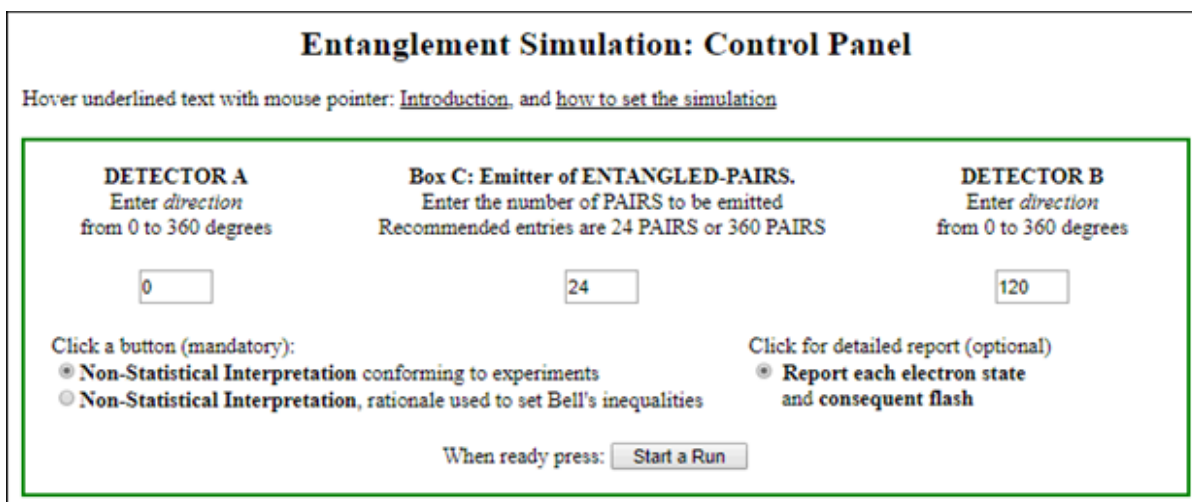 Entanglement Simulation: Control Panel
Hover underlined text with mouse pointer: Introduction, and how to set the simulation
DETECTOR A
Enter direction
from 0 to 360 degrees
0
Box C: Emitter of ENTANGLED-PAIRS.
Enter the number of PAIRS to be emitted
Recommended entries are 24 PAIRS or 360 PAIRS
24
DETECTOR B
Enter direction
from 0 to 360 degrees
120
Click a button (mandatory):
Non-Statistical Interpretation conforming to experiments
Non-Statistical Interpretation, rationale used to set Bell's inequalities
Click for detailed report (optional)
Report each electron state
and consequent flash
When ready press: Start a Run